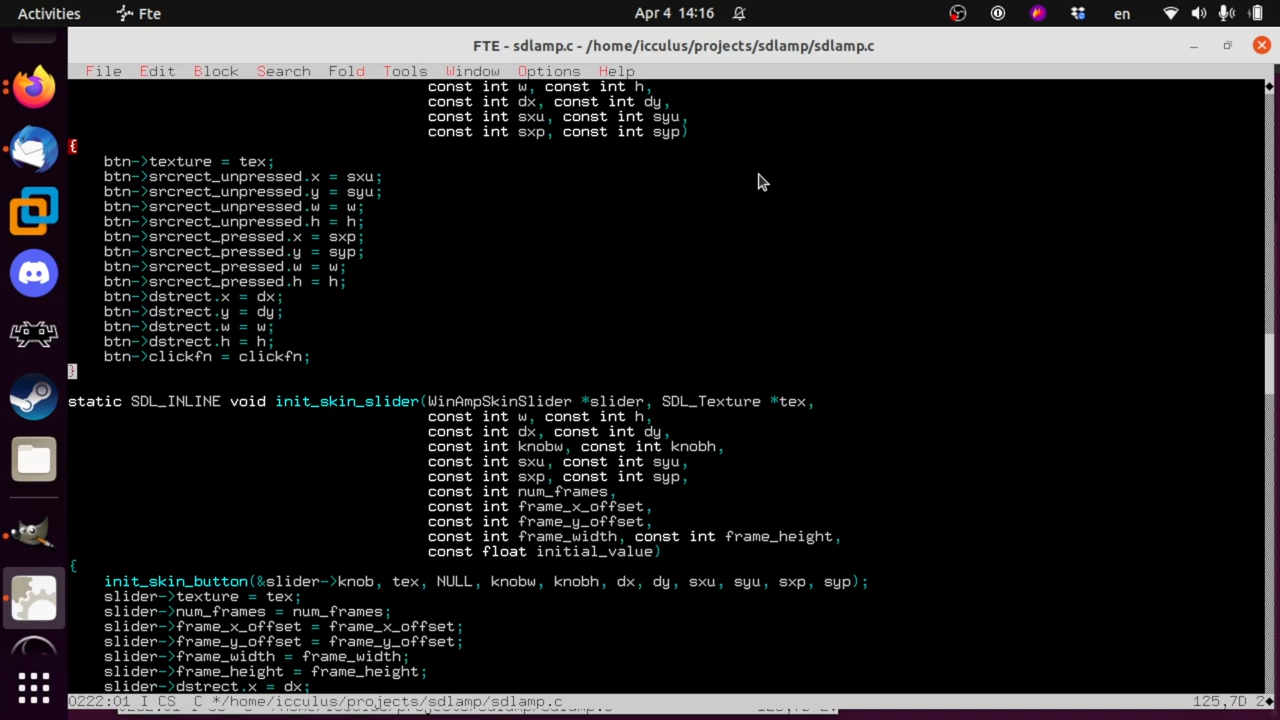 Activities
Fte
Apr 4 14:16
en
FTE - sdlamp.c - /home/icculus/projects/sdlamp/sdlamp.c
File Edit Block Search Fold Tools Window Options Help
const int w, const int h,
const int dx, const int dy,
const int sxu, const int syu,
const int sxp, const int syp)
{
btn->texture = tex;
btn->srcrect_unpressed.x = sxu;
btn->srcrect_unpressed.y = syu;
btn->srcrect_unpressed.w = w;
btn->srcrect_unpressed.h = h;
btn->srcrect_pressed.x = sxp;
btn->srcrect_pressed.y = syp;
btn->srcrect_pressed.w = w;
btn->srcrect_pressed.h = h;
btn->dstrect.x = dx;
btn->dstrect.y = dy;
btn->dstrect.w = w;
btn->dstrect.h = h;
btn->clickfn = clickfn;
}
static SDL_INLINE void init_skin_slider(WinAmpSkinSlider *slider, SDL_Texture *tex,
const int w, const int h,
const int dx, const int dy,
const int knobw, const int knobh,
const int sxu, const int syu,
const int sxp, const int syp,
const int num_frames,
const int frame_x_offset,
const int frame_y_offset,
const int frame_width, const int frame_height,
const float initial_value)
{
init_skin_button(&slider->knob, tex, NULL, knobw, knobh, dx, dy, sxu, syu, sxp, syp);
slider->texture = tex;
slider->num_frames = num_frames;
slider->frame_x_offset = frame_x_offset;
slider->frame_y_offset = frame_y_offset;
slider->frame_width = frame_width;
slider->frame_height = frame_height;
slider->dstrect.x = dx;
0222:01 I CS C */home/icculus/projects/sdlamp/sdlamp.c 125,7D 2